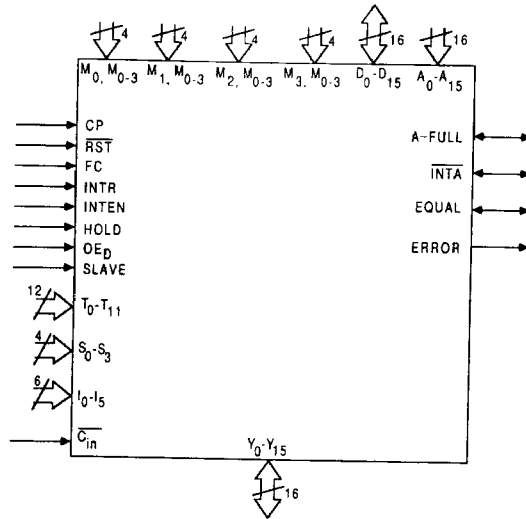 4 4 4 4 16 16
M0, M0-3 M1, M0-3 M2, M0-3 M3, M0-3 D0-D15 A0-A15
CP
RST
FC
INTR
INTEN
HOLD
OED
SLAVE
12 T0-T11
4 S0-S3
6 I0-I5
Cin
A-FULL
INTA
EQUAL
ERROR
Y0-Y15
16